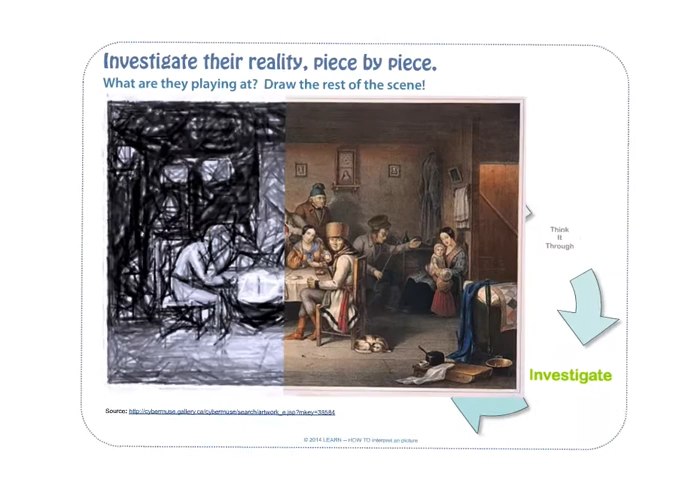 Investigate their reality, piece by piece.
What are they playing at? Draw the rest of the scene!
Think
It
Through
Investigate
Source: http://cybermuse.gallery.ca/cybermuse/search/artwork_e.jsp?mkey=35584
© 2014 LEARN – HOW TO interpret an picture